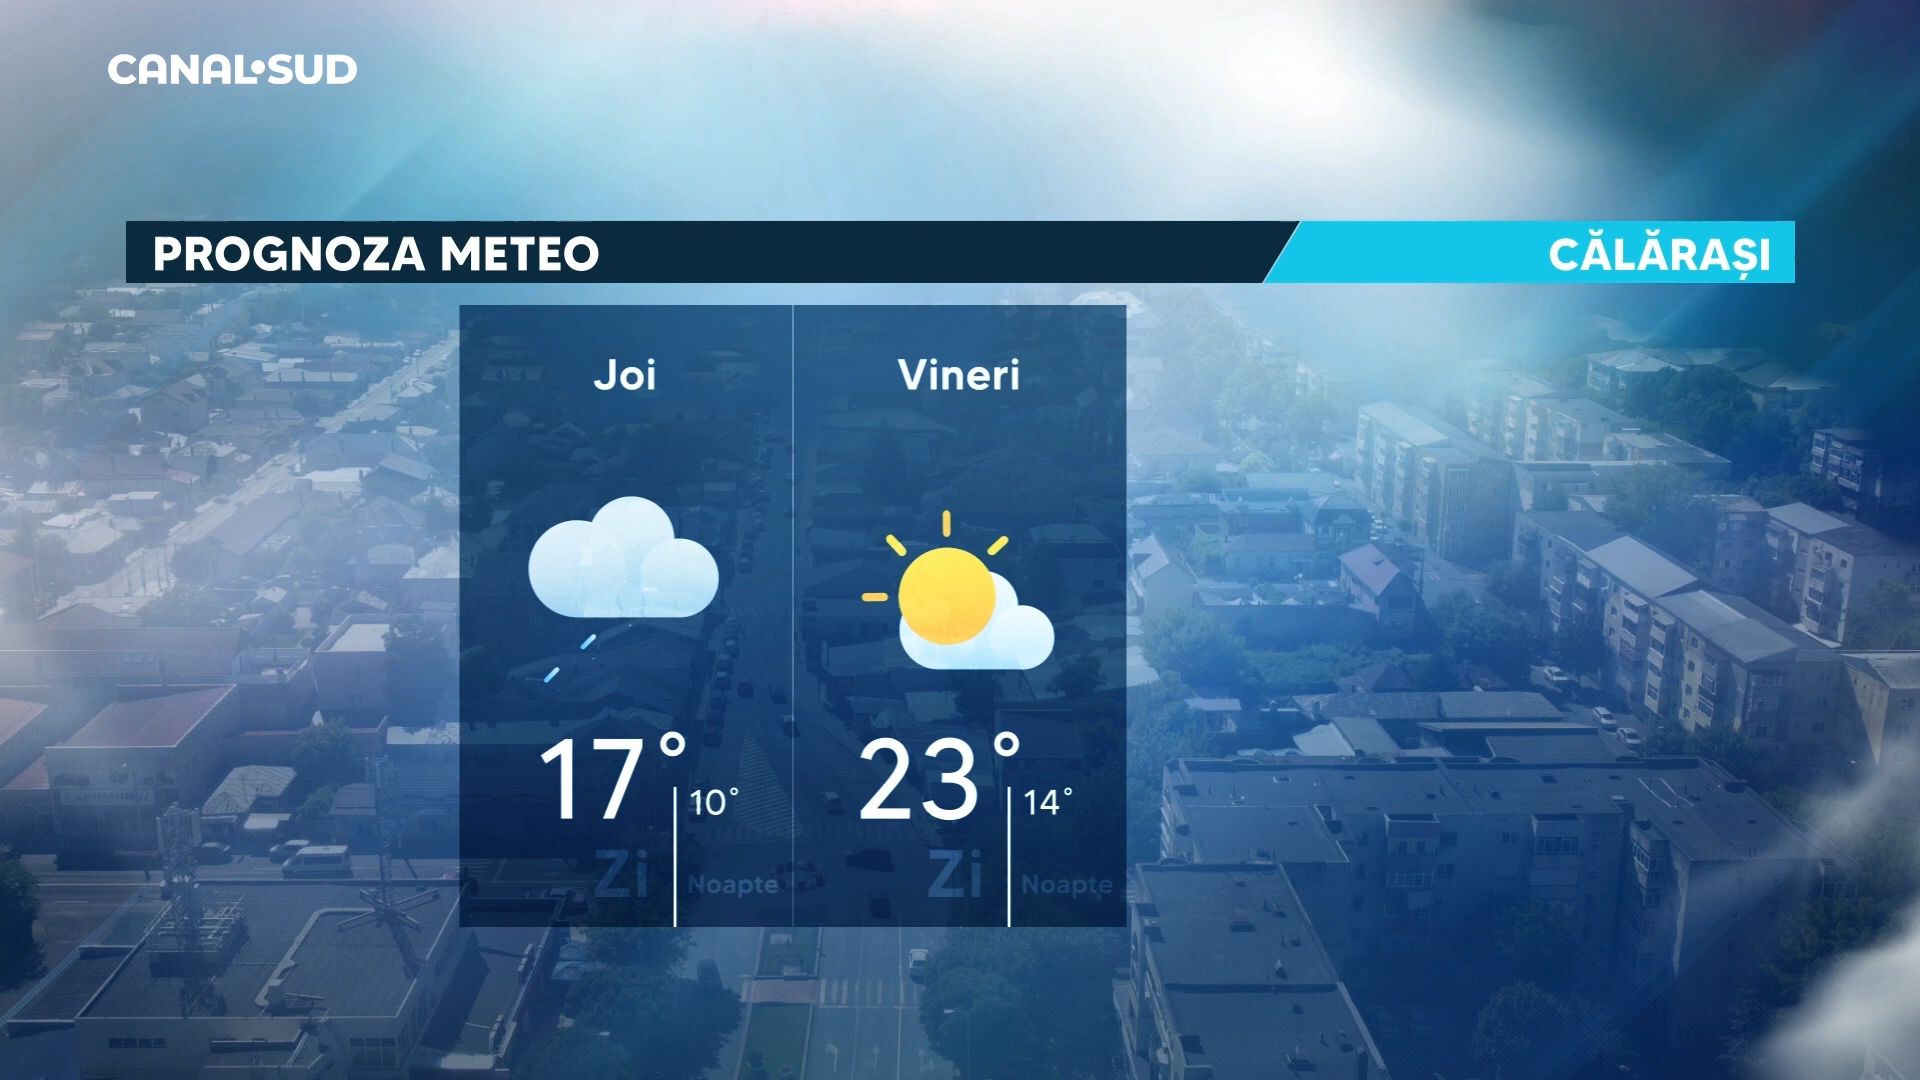 CANAL•SUD
PROGNOZA METEO
CĂLĂRAȘI
Joi
Vineri
17°
10°
23°
14°
Zi
Noapte
Zi
Noapte